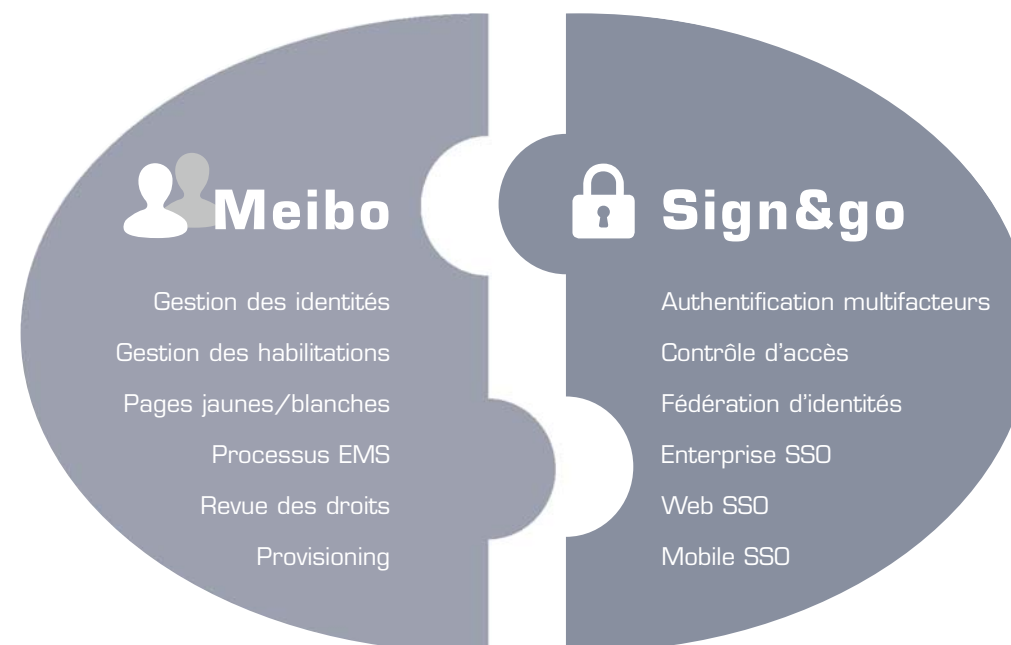 Meibo
Gestion des identités
Gestion des habilitations
Pages jaunes/blanches
Processus EMS
Revue des droits
Provisioning
Sign&go
Authentification multifacteurs
Contrôle d'accès
Fédération d'identités
Enterprise SSO
Web SSO
Mobile SSO